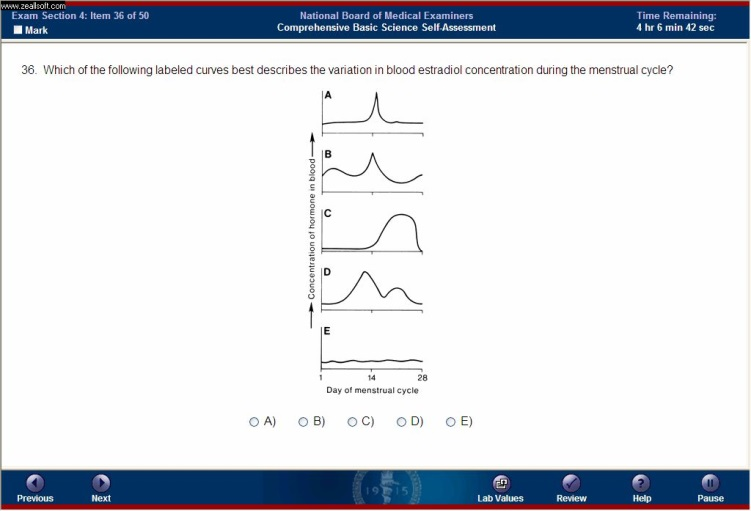 www.zeallsoft.com
Exam Section 4: Item 36 of 50
National Board of Medical Examiners
Time Remaining:
Mark
Comprehensive Basic Science Self-Assessment
4 hr 6 min 42 sec
36. Which of the following labeled curves best describes the variation in blood estradiol concentration during the menstrual cycle?
A
B
C
D
E
Concentration of hormone in blood
1 14 28
Day of menstrual cycle
A) B) C) D) E)
19 15
Previous Next Lab Values Review Help Pause